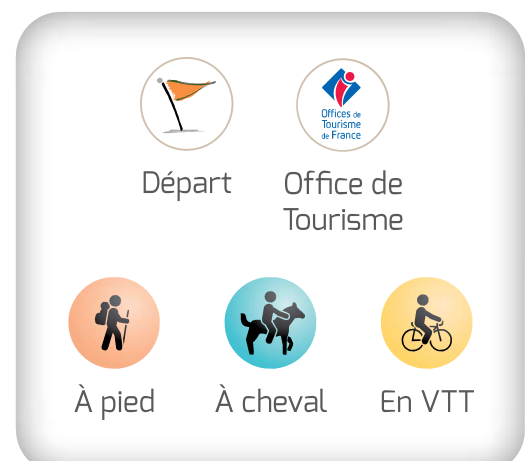 Offices de
Tourisme
de France
Départ
Office de
Tourisme
À pied
À cheval
En VTT